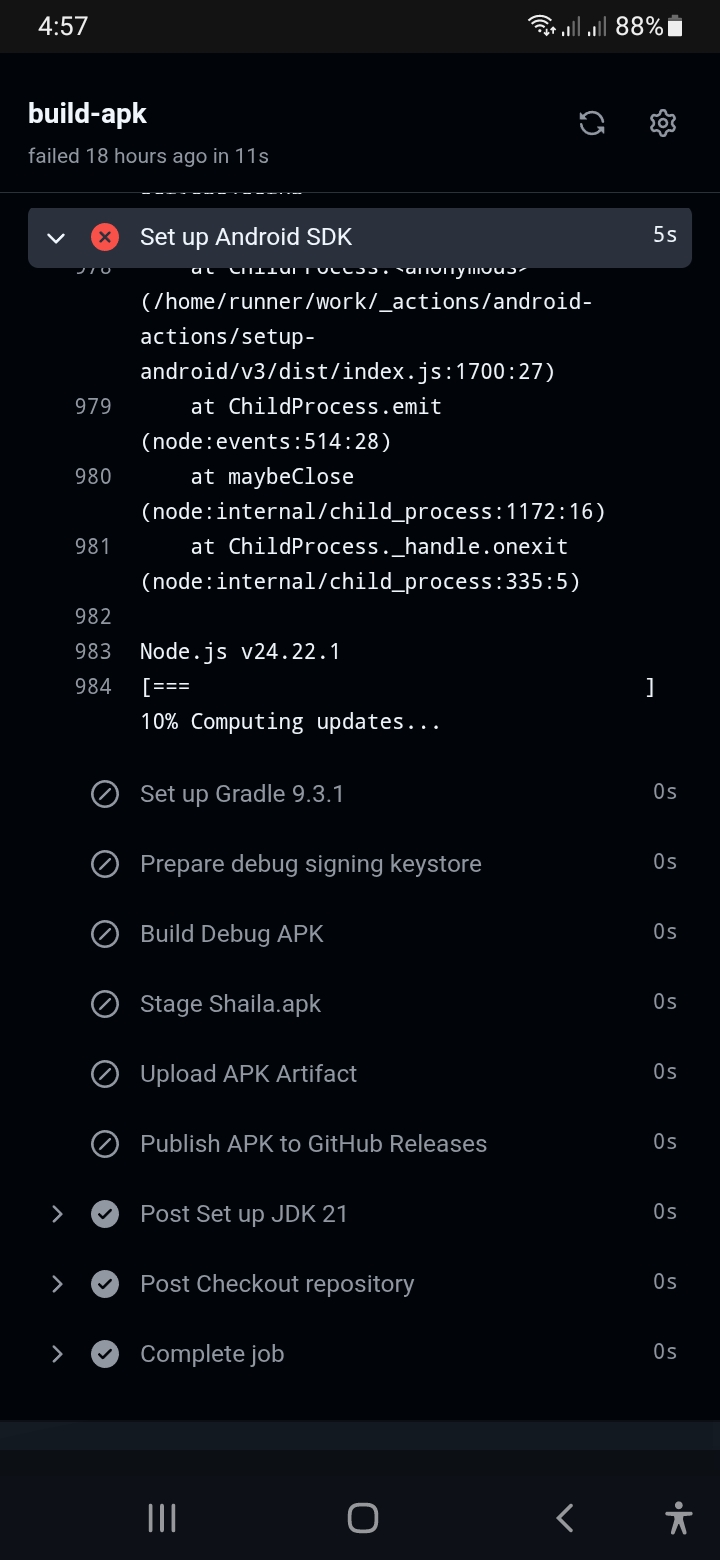 4:57
88%
build-apk
failed 18 hours ago in 11s
Set up Android SDK 5s
978 at ChildProcess.<anonymous>
(/home/runner/work/_actions/android-
actions/setup-
android/v3/dist/index.js:1700:27)
979 at ChildProcess.emit
(node:events:514:28)
980 at maybeClose
(node:internal/child_process:1172:16)
981 at ChildProcess._handle.onexit
(node:internal/child_process:335:5)
982
983 Node.js v24.22.1
984 [=== ]
10% Computing updates...
Set up Gradle 9.3.1 0s
Prepare debug signing keystore 0s
Build Debug APK 0s
Stage Shaila.apk 0s
Upload APK Artifact 0s
Publish APK to GitHub Releases 0s
Post Set up JDK 21 0s
Post Checkout repository 0s
Complete job 0s